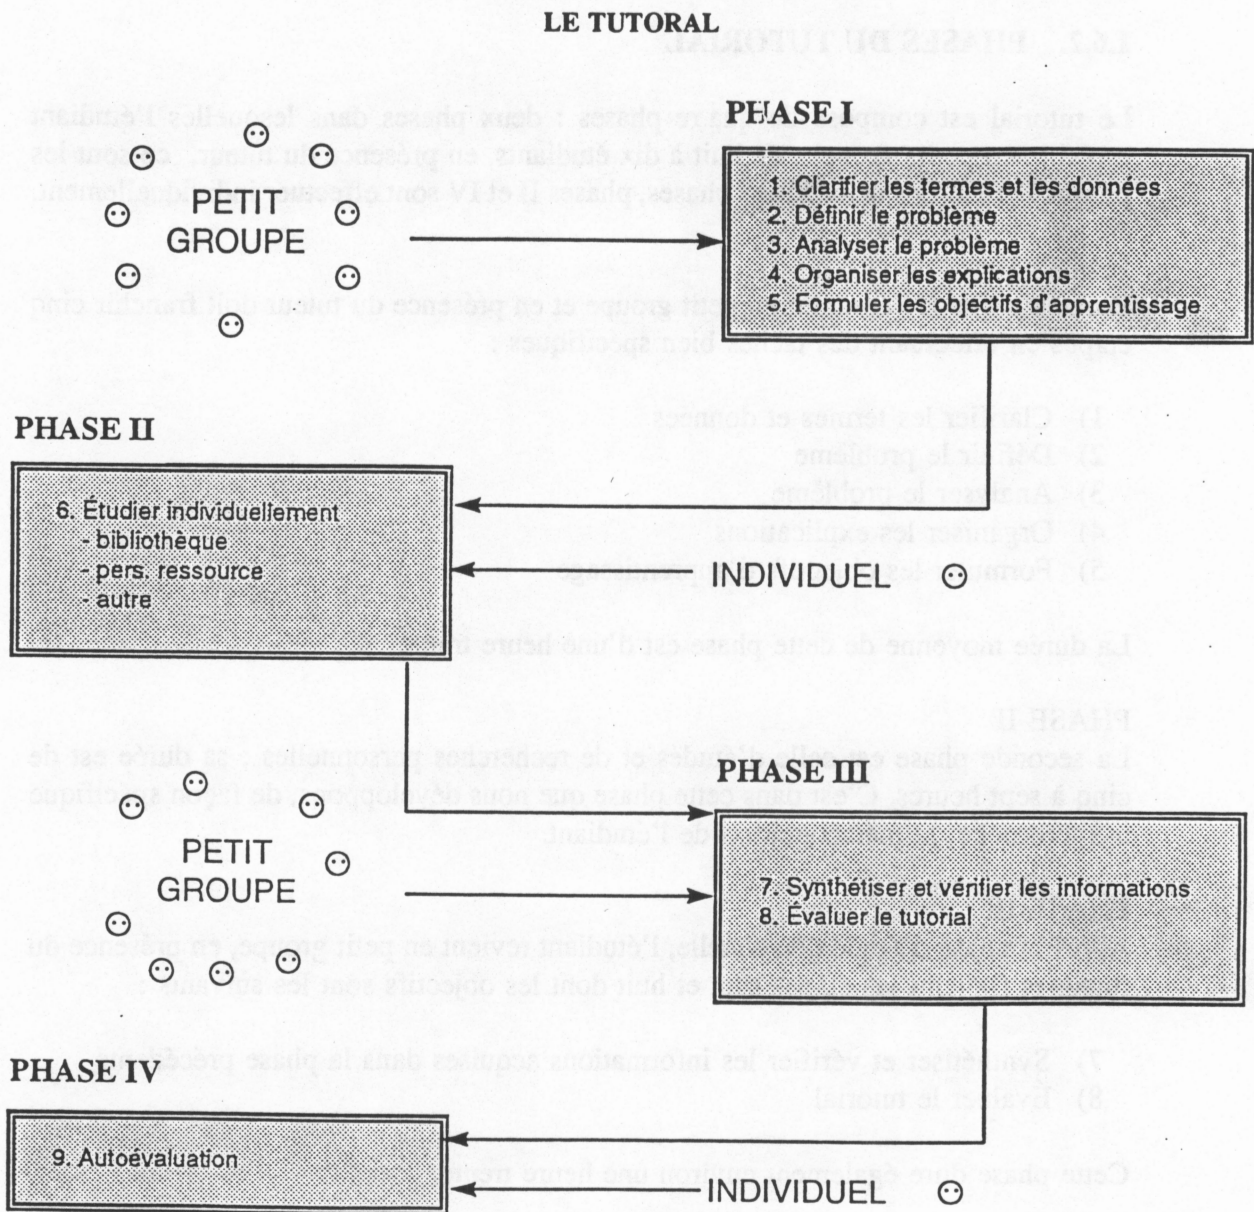 LE TUTORAL
PHASE I
PETIT
GROUPE
1. Clarifier les termes et les données
2. Définir le problème
3. Analyser le problème
4. Organiser les explications
5. Formuler les objectifs d'apprentissage
PHASE II
6. Étudier individuellement
- bibliothèque
- pers. ressource
- autre
INDIVIDUEL
PHASE III
PETIT
GROUPE
7. Synthétiser et vérifier les informations
8. Évaluer le tutorial
PHASE IV
9. Autoévaluation
INDIVIDUEL